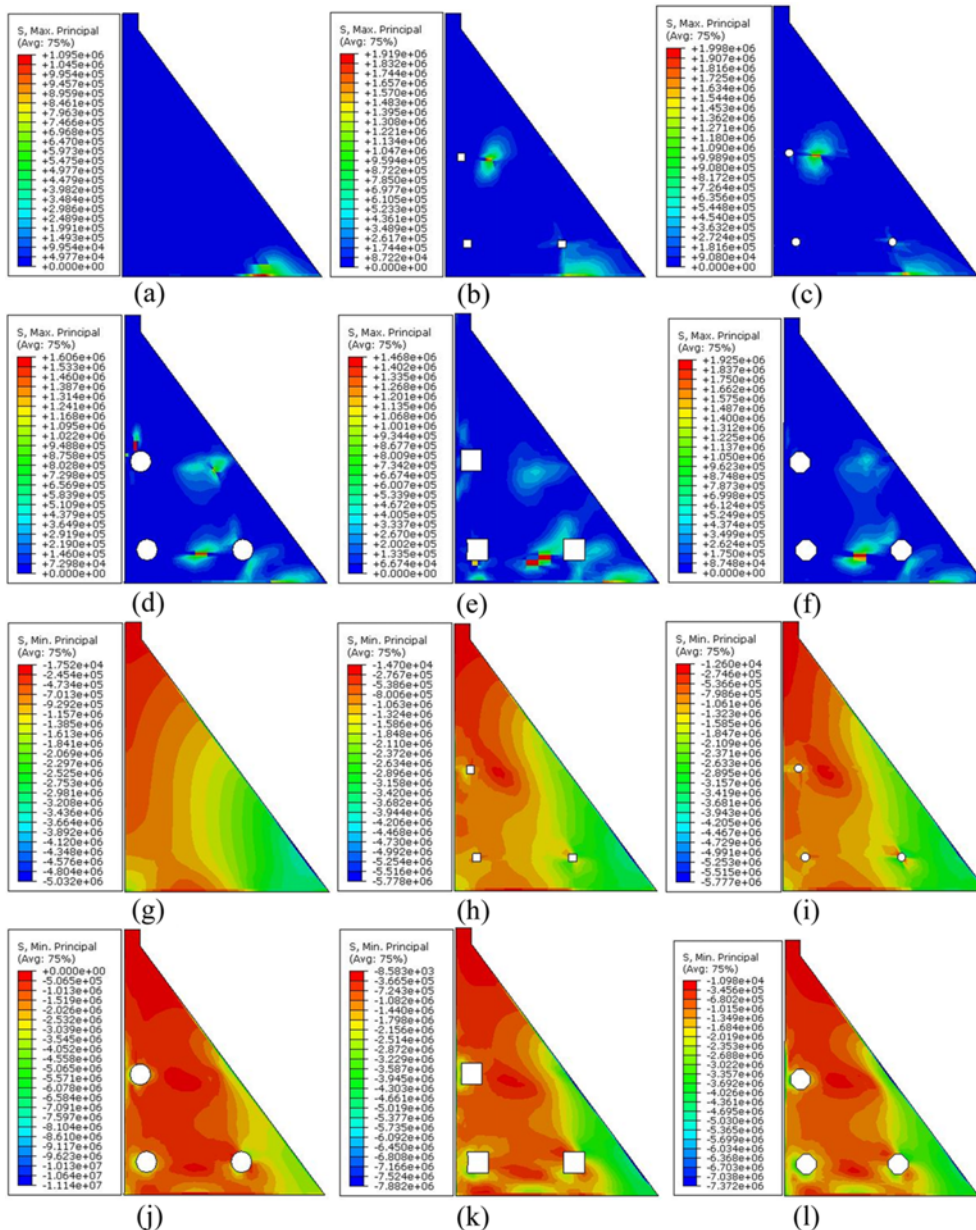 S, Max. Principal
(Avg: 75%)
+1.095e+06
+1.045e+06
+9.954e+05
+9.457e+05
+8.959e+05
+8.461e+05
+7.963e+05
+7.466e+05
+6.968e+05
+6.470e+05
+5.973e+05
+5.475e+05
+4.977e+05
+4.479e+05
+3.982e+05
+3.484e+05
+2.986e+05
+2.489e+05
+1.991e+05
+1.493e+05
+9.954e+04
+4.977e+04
+0.000e+00
(a)
S, Max. Principal
(Avg: 75%)
+1.919e+06
+1.832e+06
+1.744e+06
+1.657e+06
+1.570e+06
+1.483e+06
+1.395e+06
+1.308e+06
+1.221e+06
+1.134e+06
+1.047e+06
+9.594e+05
+8.722e+05
+7.850e+05
+6.977e+05
+6.105e+05
+5.233e+05
+4.361e+05
+3.489e+05
+2.617e+05
+1.744e+05
+8.722e+04
+0.000e+00
(b)
S, Max. Principal
(Avg: 75%)
+1.998e+06
+1.907e+06
+1.816e+06
+1.725e+06
+1.634e+06
+1.544e+06
+1.453e+06
+1.362e+06
+1.271e+06
+1.180e+06
+1.090e+06
+9.989e+05
+9.080e+05
+8.172e+05
+7.264e+05
+6.356e+05
+5.448e+05
+4.540e+05
+3.632e+05
+2.724e+05
+1.816e+05
+9.080e+04
+0.000e+00
(c)
S, Max. Principal
(Avg: 75%)
+1.606e+06
+1.533e+06
+1.460e+06
+1.387e+06
+1.314e+06
+1.241e+06
+1.168e+06
+1.095e+06
+1.022e+06
+9.488e+05
+8.758e+05
+8.028e+05
+7.298e+05
+6.569e+05
+5.839e+05
+5.109e+05
+4.379e+05
+3.649e+05
+2.919e+05
+2.190e+05
+1.460e+05
+7.298e+04
+0.000e+00
(d)
S, Max. Principal
(Avg: 75%)
+1.468e+06
+1.402e+06
+1.335e+06
+1.268e+06
+1.201e+06
+1.135e+06
+1.068e+06
+1.001e+06
+9.344e+05
+8.677e+05
+8.009e+05
+7.342e+05
+6.674e+05
+6.007e+05
+5.339e+05
+4.672e+05
+4.005e+05
+3.337e+05
+2.670e+05
+2.002e+05
+1.335e+05
+6.674e+04
+0.000e+00
(e)
S, Max. Principal
(Avg: 75%)
+1.925e+06
+1.837e+06
+1.750e+06
+1.662e+06
+1.575e+06
+1.487e+06
+1.400e+06
+1.312e+06
+1.225e+06
+1.137e+06
+1.050e+06
+9.623e+05
+8.748e+05
+7.873e+05
+6.998e+05
+6.124e+05
+5.249e+05
+4.374e+05
+3.499e+05
+2.624e+05
+1.750e+05
+8.748e+04
+0.000e+00
(f)
S, Min. Principal
(Avg: 75%)
-1.752e+04
-2.454e+05
-4.734e+05
-7.013e+05
-9.292e+05
-1.157e+06
-1.385e+06
-1.613e+06
-1.841e+06
-2.069e+06
-2.297e+06
-2.525e+06
-2.753e+06
-2.981e+06
-3.208e+06
-3.436e+06
-3.664e+06
-3.892e+06
-4.120e+06
-4.348e+06
-4.576e+06
-4.804e+06
-5.032e+06
(g)
S, Min. Principal
(Avg: 75%)
-1.470e+04
-2.767e+05
-5.386e+05
-8.006e+05
-1.063e+06
-1.324e+06
-1.586e+06
-1.848e+06
-2.110e+06
-2.372e+06
-2.634e+06
-2.896e+06
-3.158e+06
-3.420e+06
-3.682e+06
-3.944e+06
-4.206e+06
-4.468e+06
-4.730e+06
-4.992e+06
-5.254e+06
-5.516e+06
-5.778e+06
(h)
S, Min. Principal
(Avg: 75%)
-1.260e+04
-2.746e+05
-5.366e+05
-7.986e+05
-1.061e+06
-1.323e+06
-1.585e+06
-1.847e+06
-2.109e+06
-2.371e+06
-2.633e+06
-2.895e+06
-3.157e+06
-3.419e+06
-3.681e+06
-3.943e+06
-4.205e+06
-4.467e+06
-4.729e+06
-4.991e+06
-5.253e+06
-5.515e+06
-5.777e+06
(i)
S, Min. Principal
(Avg: 75%)
+0.000e+00
-5.065e+05
-1.013e+06
-1.519e+06
-2.026e+06
-2.532e+06
-3.039e+06
-3.545e+06
-4.052e+06
-4.558e+06
-5.065e+06
-5.571e+06
-6.078e+06
-6.584e+06
-7.091e+06
-7.597e+06
-8.104e+06
-8.610e+06
-9.117e+06
-9.623e+06
-1.013e+07
-1.064e+07
-1.114e+07
(j)
S, Min. Principal
(Avg: 75%)
-8.583e+03
-3.665e+05
-7.243e+05
-1.082e+06
-1.440e+06
-1.798e+06
-2.156e+06
-2.514e+06
-2.872e+06
-3.229e+06
-3.587e+06
-3.945e+06
-4.303e+06
-4.661e+06
-5.019e+06
-5.377e+06
-5.735e+06
-6.092e+06
-6.450e+06
-6.808e+06
-7.166e+06
-7.524e+06
-7.882e+06
(k)
S, Min. Principal
(Avg: 75%)
-1.098e+04
-3.456e+05
-6.802e+05
-1.015e+06
-1.349e+06
-1.684e+06
-2.019e+06
-2.353e+06
-2.688e+06
-3.022e+06
-3.357e+06
-3.692e+06
-4.026e+06
-4.361e+06
-4.695e+06
-5.030e+06
-5.365e+06
-5.699e+06
-6.034e+06
-6.368e+06
-6.703e+06
-7.038e+06
-7.372e+06
(l)